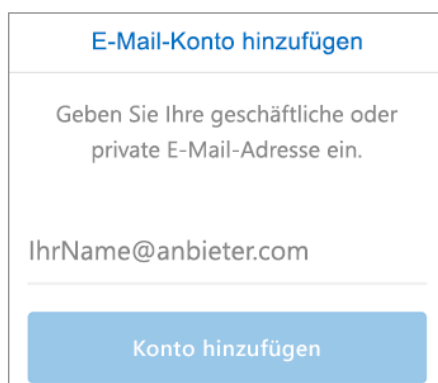 E-Mail-Konto hinzufügen
Geben Sie Ihre geschäftliche oder
private E-Mail-Adresse ein.
IhrName@anbieter.com
Konto hinzufügen